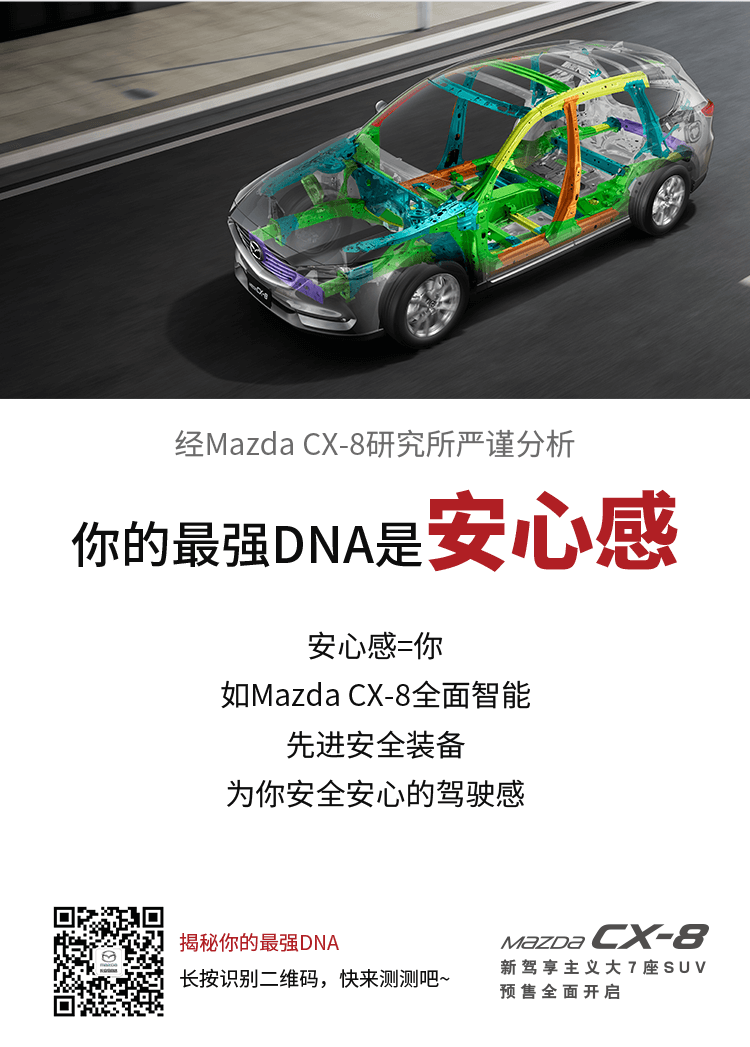 CX-8
经Mazda CX-8研究所严谨分析
你的最强DNA是安心感
安心感=你
如Mazda CX-8全面智能
先进安全装备
为你安全安心的驾驶感
揭秘你的最强DNA
长按识别二维码，快来测测吧~
mazda CX-8
新驾享主义大7座SUV
预售全面开启